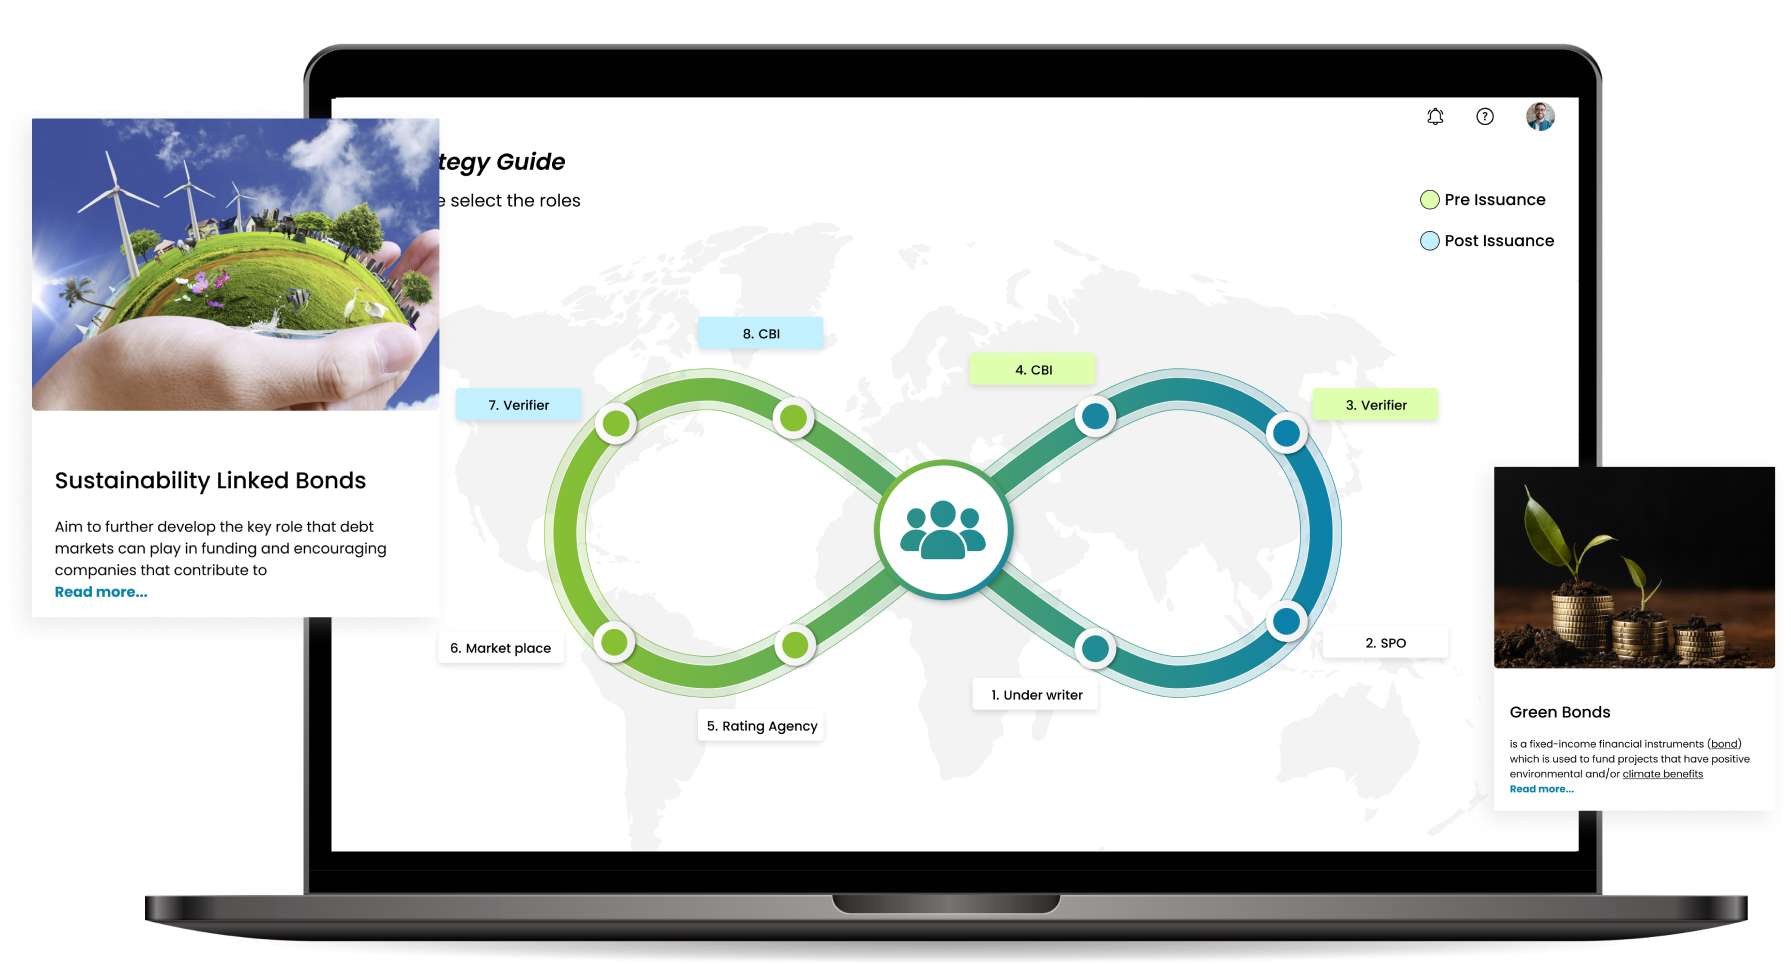 tegy Guide
select the roles
Pre Issuance
Post Issuance
8. CBI
4. CBI
7. Verifier
3. Verifier
6. Market place
2. SPO
1. Under writer
5. Rating Agency
Sustainability Linked Bonds
Aim to further develop the key role that debt
markets can play in funding and encouraging
companies that contribute to
Read more...
Green Bonds
is a fixed-income financial instruments (bond)
which is used to fund projects that have positive
environmental and/or climate benefits
Read more...